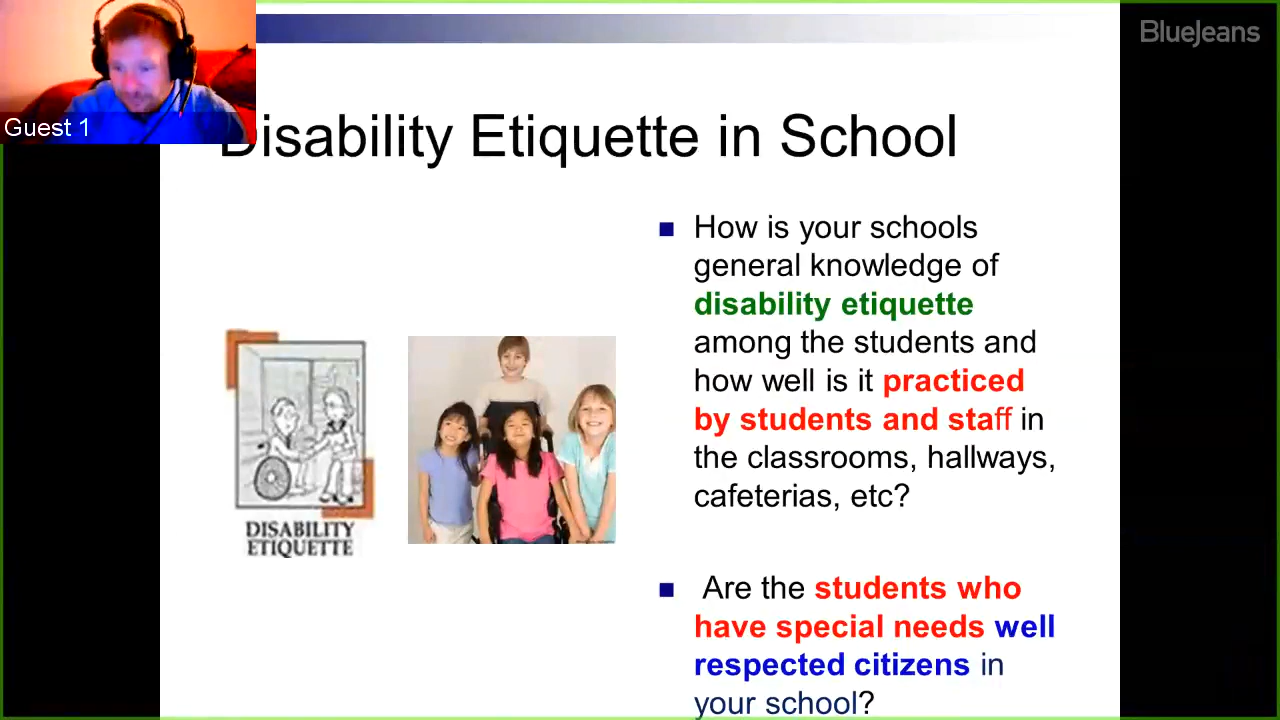 BlueJeans
Guest 1
Disability Etiquette in School
How is your schools
general knowledge of
disability etiquette
among the students and
how well is it practiced
by students and staff in
the classrooms, hallways,
cafeterias, etc?
DISABILITY
ETIQUETTE
Are the students who
have special needs well
respected citizens in
your school?